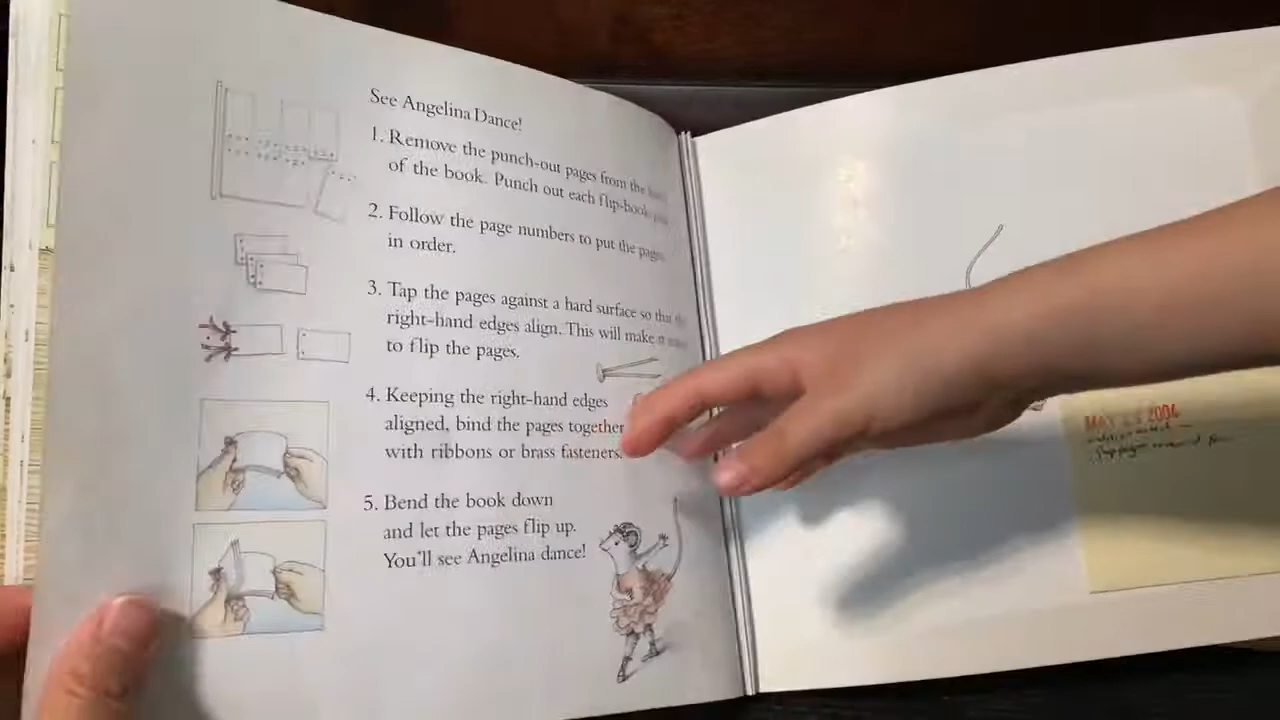 See Angelina Dance!
1. Remove the punch-out pages from the
of the book. Punch out each flip-book
2. Follow the page numbers to put the pages
in order.
3. Tap the pages against a hard surface so that
right-hand edges align. This will make it
to flip the pages.
4. Keeping the right-hand edges
aligned, bind the pages together
with ribbons or brass fasteners.
5. Bend the book down
and let the pages flip up.
You'll see Angelina dance!
MAY 2004